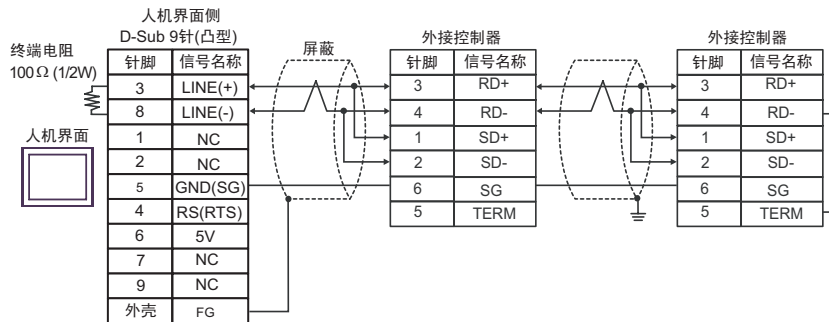 人机界面侧
D-Sub 9针(凸型)
终端电阻
100Ω (1/2W)
人机界面
针脚 信号名称
3 LINE(+)
8 LINE(-)
1 NC
2 NC
5 GND(SG)
4 RS(RTS)
6 5V
7 NC
9 NC
外壳 FG
屏蔽
外接控制器
针脚 信号名称
3 RD+
4 RD-
1 SD+
2 SD-
6 SG
5 TERM
外接控制器
针脚 信号名称
3 RD+
4 RD-
1 SD+
2 SD-
6 SG
5 TERM